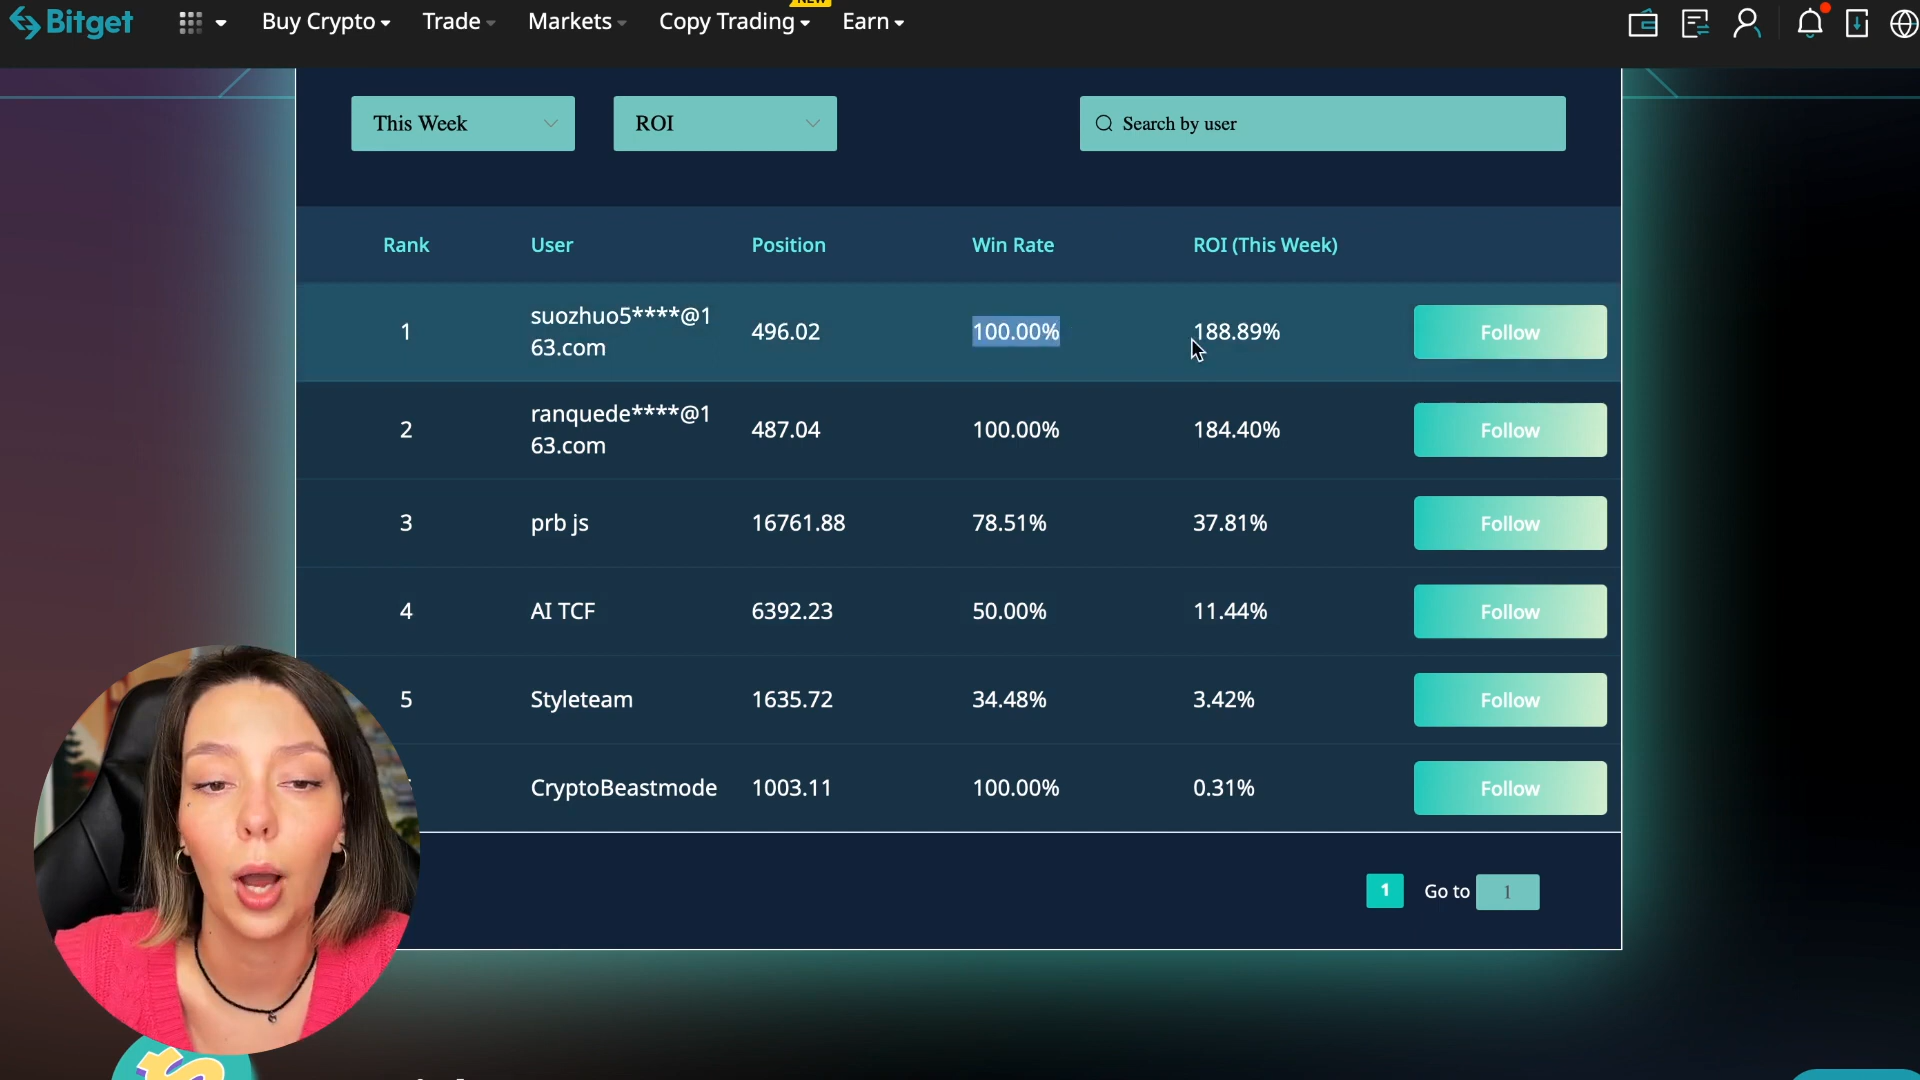 Bitget
Buy Crypto Trade Markets Copy Trading NEW Earn
This Week ROI Search by user
Rank User Position Win Rate ROI (This Week)
1 suozhuo5****@1
63.com 496.02 100.00% 188.89% Follow
2 ranquede****@1
63.com 487.04 100.00% 184.40% Follow
3 prb js 16761.88 78.51% 37.81% Follow
4 AI TCF 6392.23 50.00% 11.44% Follow
5 Styleteam 1635.72 34.48% 3.42% Follow
CryptoBeastmode 1003.11 100.00% 0.31% Follow
1 Go to 1